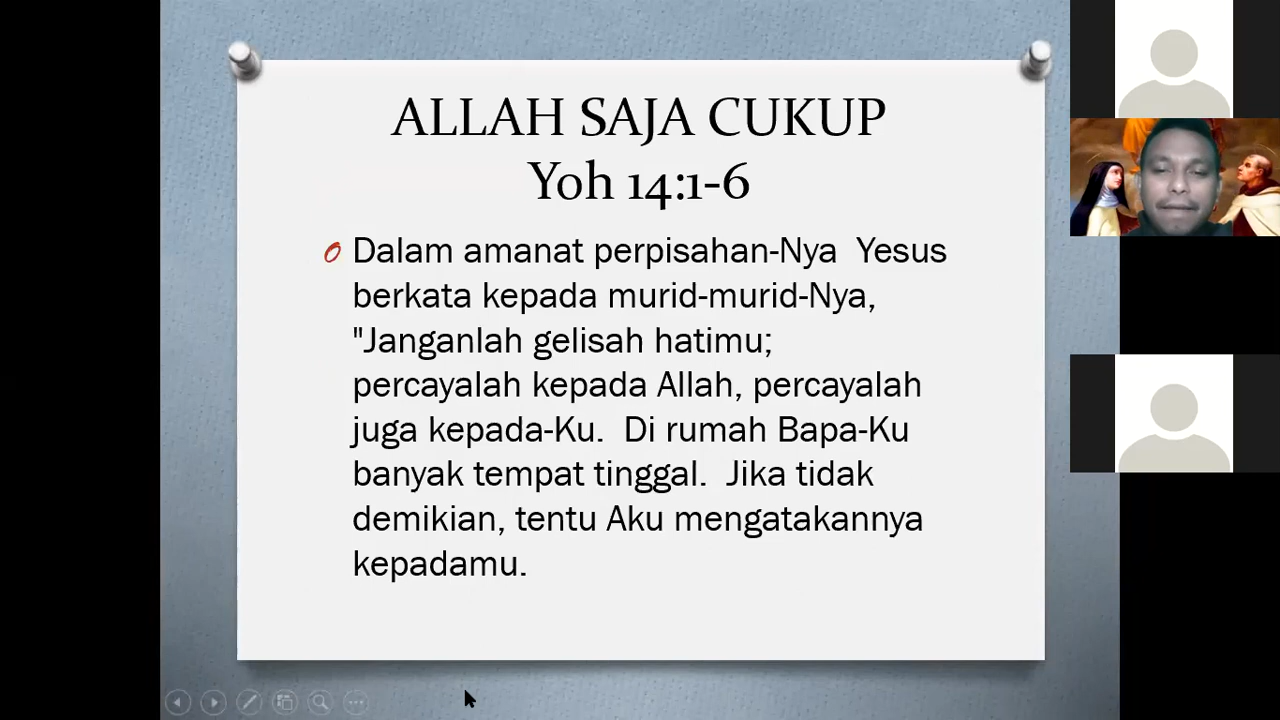 ALLAH SAJA CUKUP
Yoh 14:1-6
Dalam amanat perpisahan-Nya  Yesus
berkata kepada murid-murid-Nya,
"Janganlah gelisah hatimu;
percayalah kepada Allah, percayalah
juga kepada-Ku.  Di rumah Bapa-Ku
banyak tempat tinggal.  Jika tidak
demikian, tentu Aku mengatakannya
kepadamu.